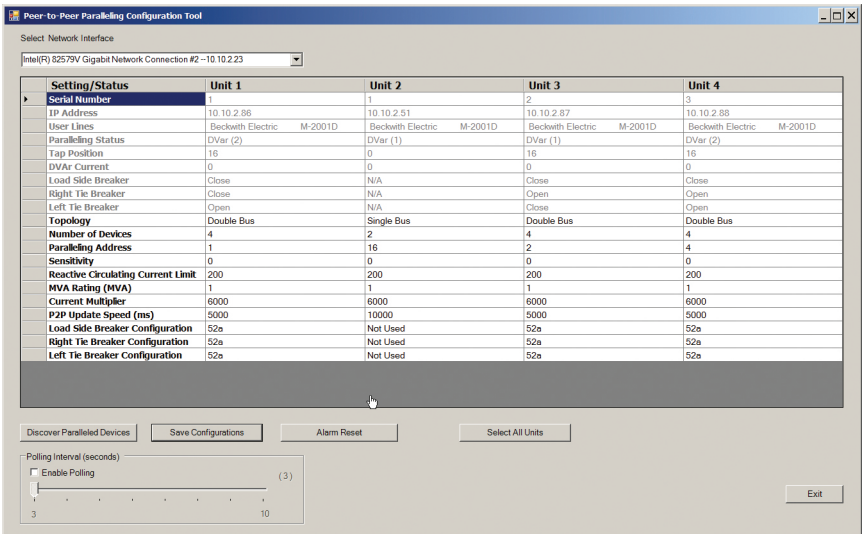 Peer-to-Peer Paralleling Configuration Tool
Select Network Interface
Intel(R) 82579V Gigabit Network Connection #2 --10.10.2.23
Setting/Status Unit 1 Unit 2 Unit 3 Unit 4
Serial Number 1 1 2 3
IP Address 10.10.2.86 10.10.2.51 10.10.2.87 10.10.2.88
User Lines Beckwith Electric M-2001D Beckwith Electric M-2001D Beckwith Electric M-2001D Beckwith Electric M-2001D
Paralleling Status DVar (2) DVar (1) DVar (1) DVar (2)
Tap Position 16 0 16 16
DVAr Current 0 0 0 0
Load Side Breaker Close N/A Close Close
Right Tie Breaker Close N/A Open Open
Left Tie Breaker Open N/A Close Open
Topology Double Bus Single Bus Double Bus Double Bus
Number of Devices 4 2 4 4
Paralleling Address 1 16 2 4
Sensitivity 0 0 0 0
Reactive Circulating Current Limit 200 200 200 200
MVA Rating (MVA) 1 1 1 1
Current Multiplier 6000 6000 6000 6000
P2P Update Speed (ms) 5000 10000 5000 5000
Load Side Breaker Configuration 52a Not Used 52a 52a
Right Tie Breaker Configuration 52a Not Used 52a 52a
Left Tie Breaker Configuration 52a Not Used 52a 52a
Discover Paralleled Devices Save Configurations Alarm Reset Select All Units
Polling Interval (seconds)
Enable Polling (3)
3 10
Exit